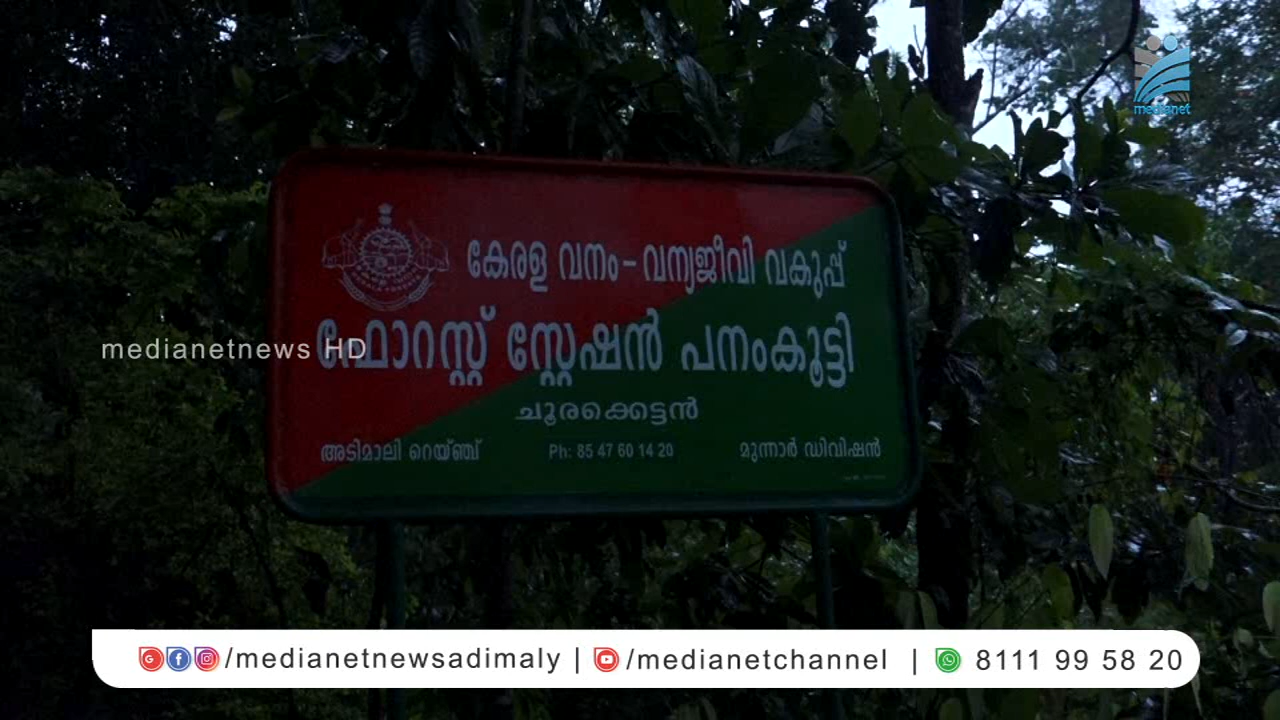 medianet
കേരള വനം - വന്യജീവി വകുപ്പ്
ഫോറസ്റ്റ് സ്റ്റേഷൻ പനംകൂട്ടി
medianetnews HD
ചൂരക്കെട്ടൻ
അടിമാലി റെയ്ഞ്ച് Ph: 85 47 60 14 20 മൂന്നാർ ഡിവിഷൻ
/medianetnewsadimaly | /medianetchannel | 8111 99 58 20